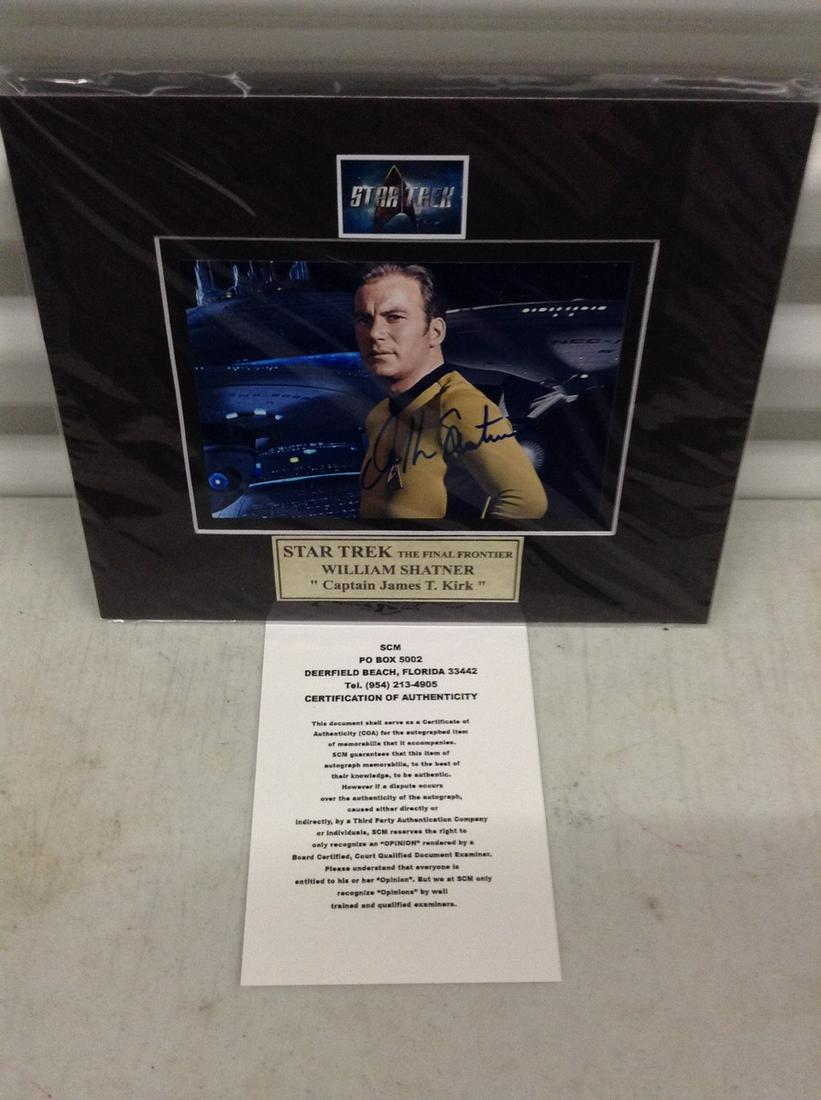 STAR TREK
NCC-1
William Shatner
STAR TREK THE FINAL FRONTIER
WILLIAM SHATNER
" Captain James T. Kirk "
SCM
PO BOX 5002
DEERFIELD BEACH, FLORIDA 33442
Tel. (954) 213-4905
CERTIFICATION OF AUTHENTICITY
This document shall serve as a Certificate of
Authenticity (COA) for the autographed item
of memorabilia that it accompanies.
SCM guarantees that this item of
autograph memorabilia, to the best of
their knowledge, to be authentic.
However if a dispute occurs
over the authenticity of the autograph,
caused either directly or
indirectly, by a Third Party Authentication Company
or individuals, SCM reserves the right to
only recognize an "OPINION" rendered by a
Board Certified, Court Qualified Document Examiner.
Please understand that everyone is
entitled to his or her "Opinion". But we at SCM only
recognize "Opinions" by well
trained and qualified examiners.